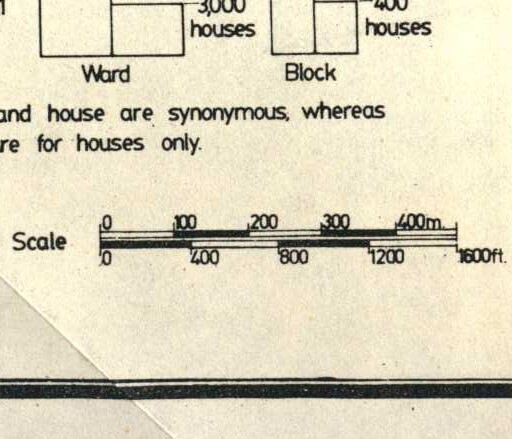 3,000 400
houses houses
Ward Block
and house are synonymous, whereas
re for houses only.
0 100 200 300 400m.
Scale
0 400 800 1200 1600ft.